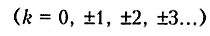 (k = 0, ±1, ±2, ±3...)